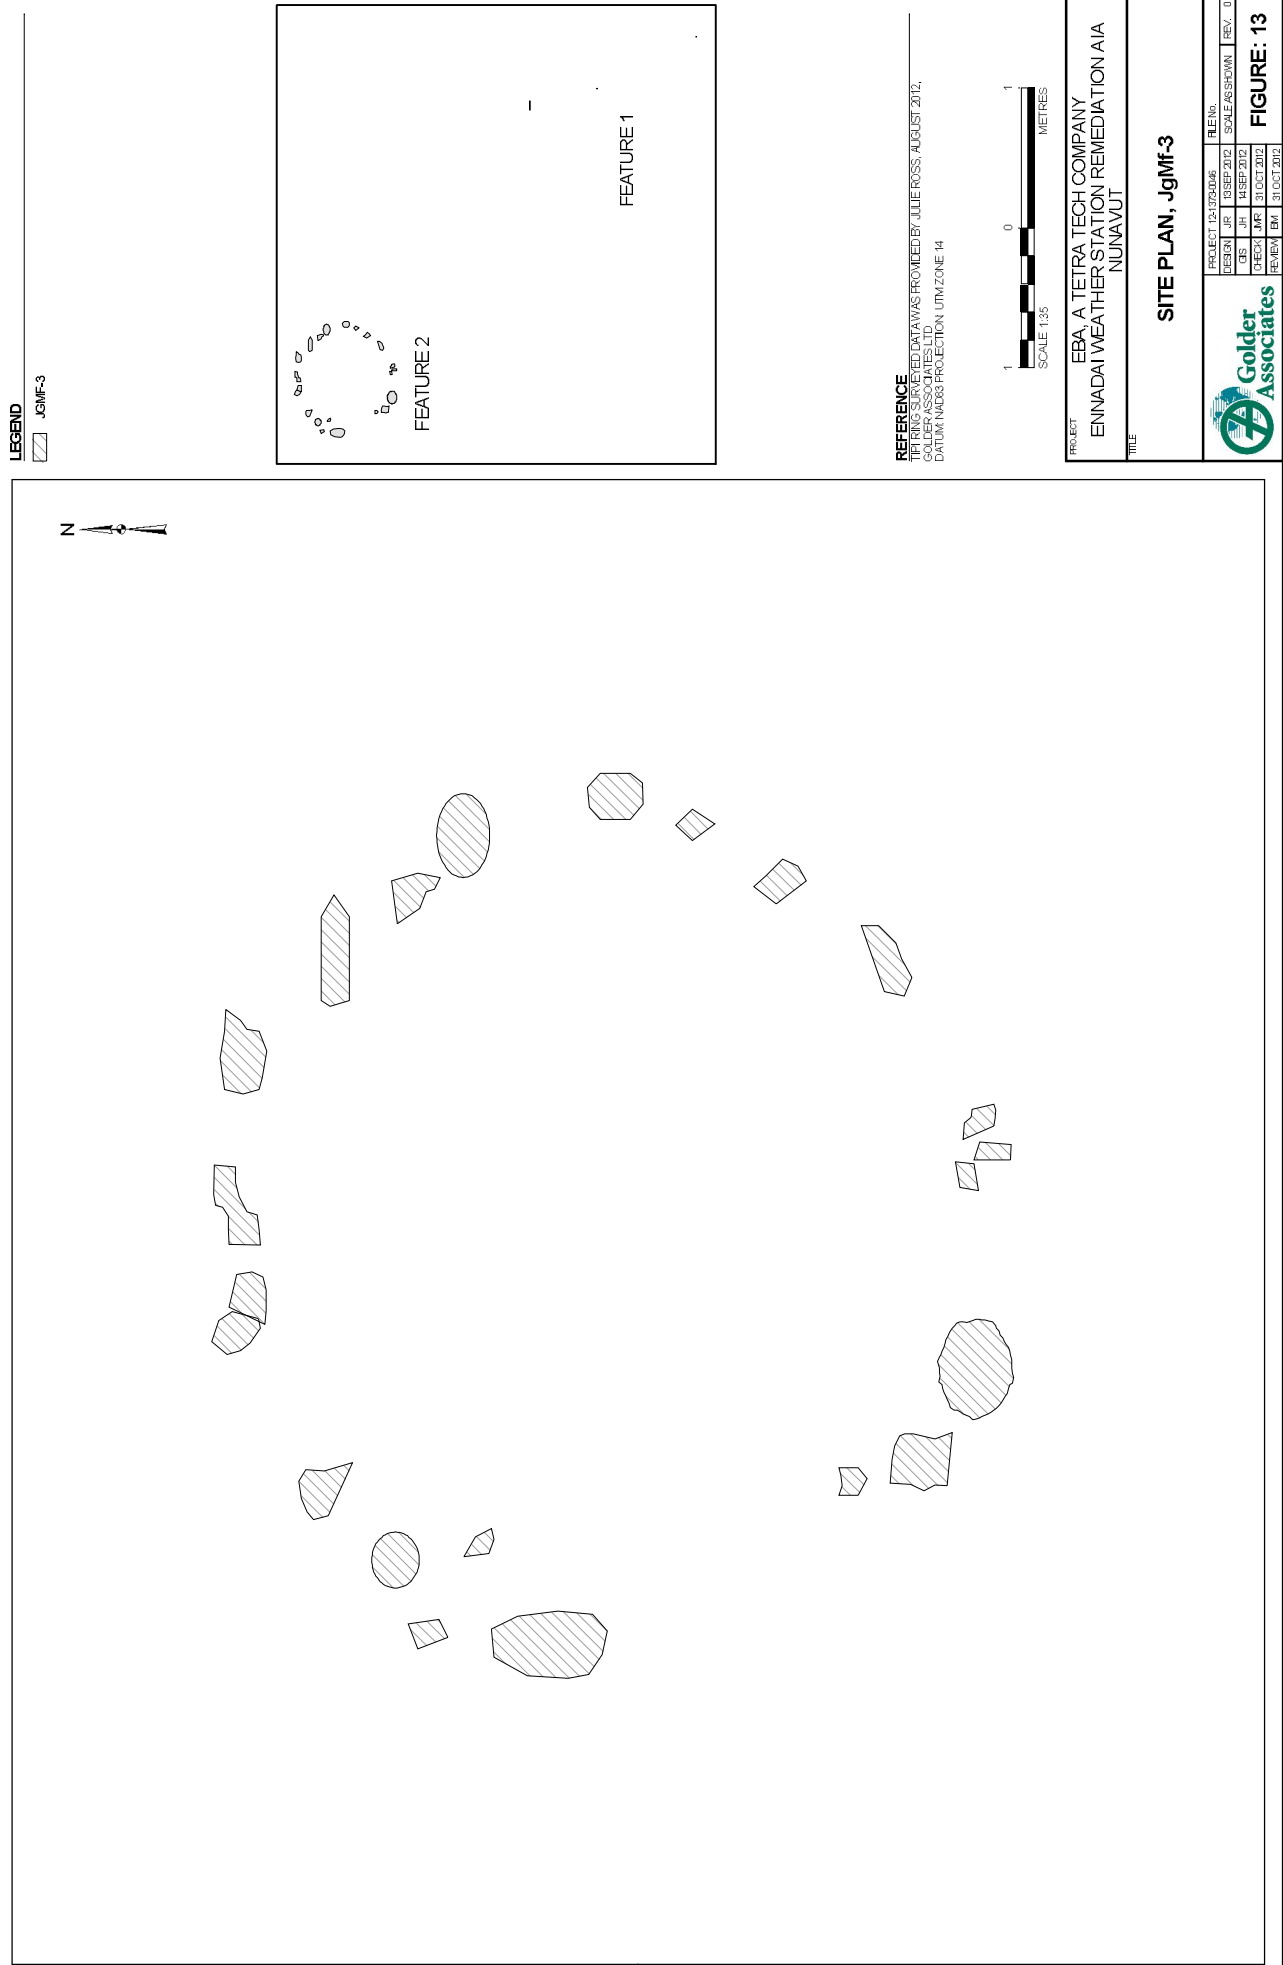 N
LEGEND
JGMF-3
FEATURE 2
FEATURE 1
REFERENCE
TIPI RING SURVEYED DATA WAS PROVIDED BY JULIE ROSS, AUGUST 2012,
GOLDER ASSOCIATES LTD
DATUM: NAD83 PROJECTION: UTM ZONE 14
1 0 1
SCALE 1:35 METRES
PROJECT
EBA, A TETRA TECH COMPANY
ENNADAI WEATHER STATION REMEDIATION AIA
NUNAVUT
TITLE
SITE PLAN, JgMf-3
Golder
Associates
PROJECT 12-1373-0046 FILE No.
DESIGN JR 13 SEP 2012 SCALE AS SHOWN REV. 0
GIS JH 14 SEP 2012
CHECK JMR 31 OCT 2012
REVIEW BM 31 OCT 2012
FIGURE: 13